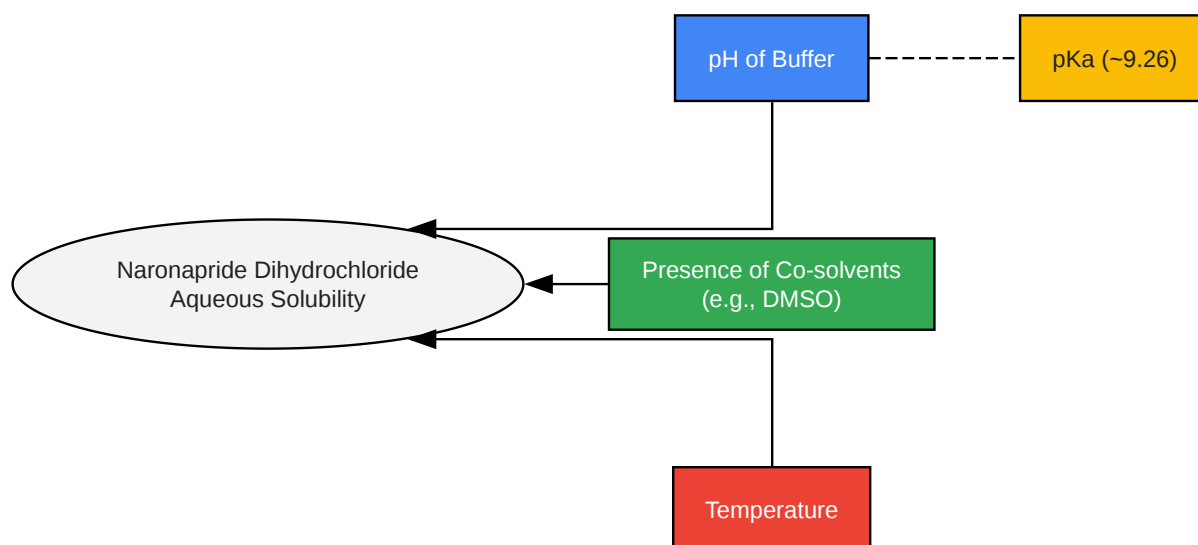 pH of Buffer
pKa (~9.26)
Naronapride Dihydrochloride
Aqueous Solubility
Presence of Co-solvents
(e.g., DMSO)
Temperature